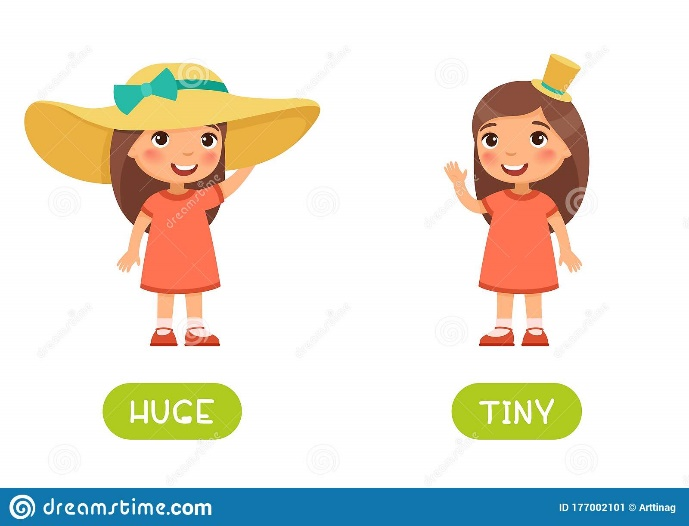 HUGE
TINY
dreamstime.com
ID 177002101 © Arttinag